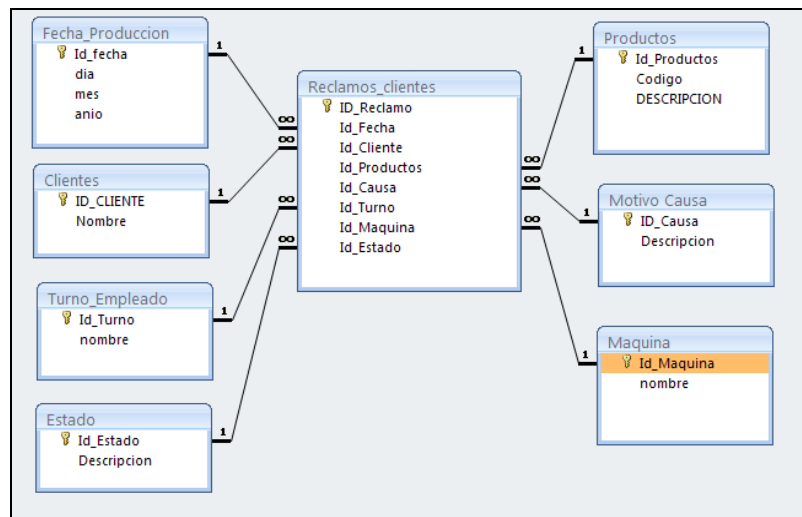 Fecha_Produccion
Id_fecha
dia
mes
anio
1
Clientes
ID_CLIENTE
Nombre
1
Turno_Empleado
Id_Turno
nombre
1
Estado
Id_Estado
Descripcion
1
Reclamos_clientes
ID_Reclamo
Id_Fecha
Id_Cliente
Id_Productos
Id_Causa
Id_Turno
Id_Maquina
Id_Estado
∞
∞
∞
∞
∞
∞
∞
Productos
Id_Productos
Codigo
DESCRIPCION
1
Motivo Causa
ID_Causa
Descripcion
1
Maquina
Id_Maquina
nombre
1